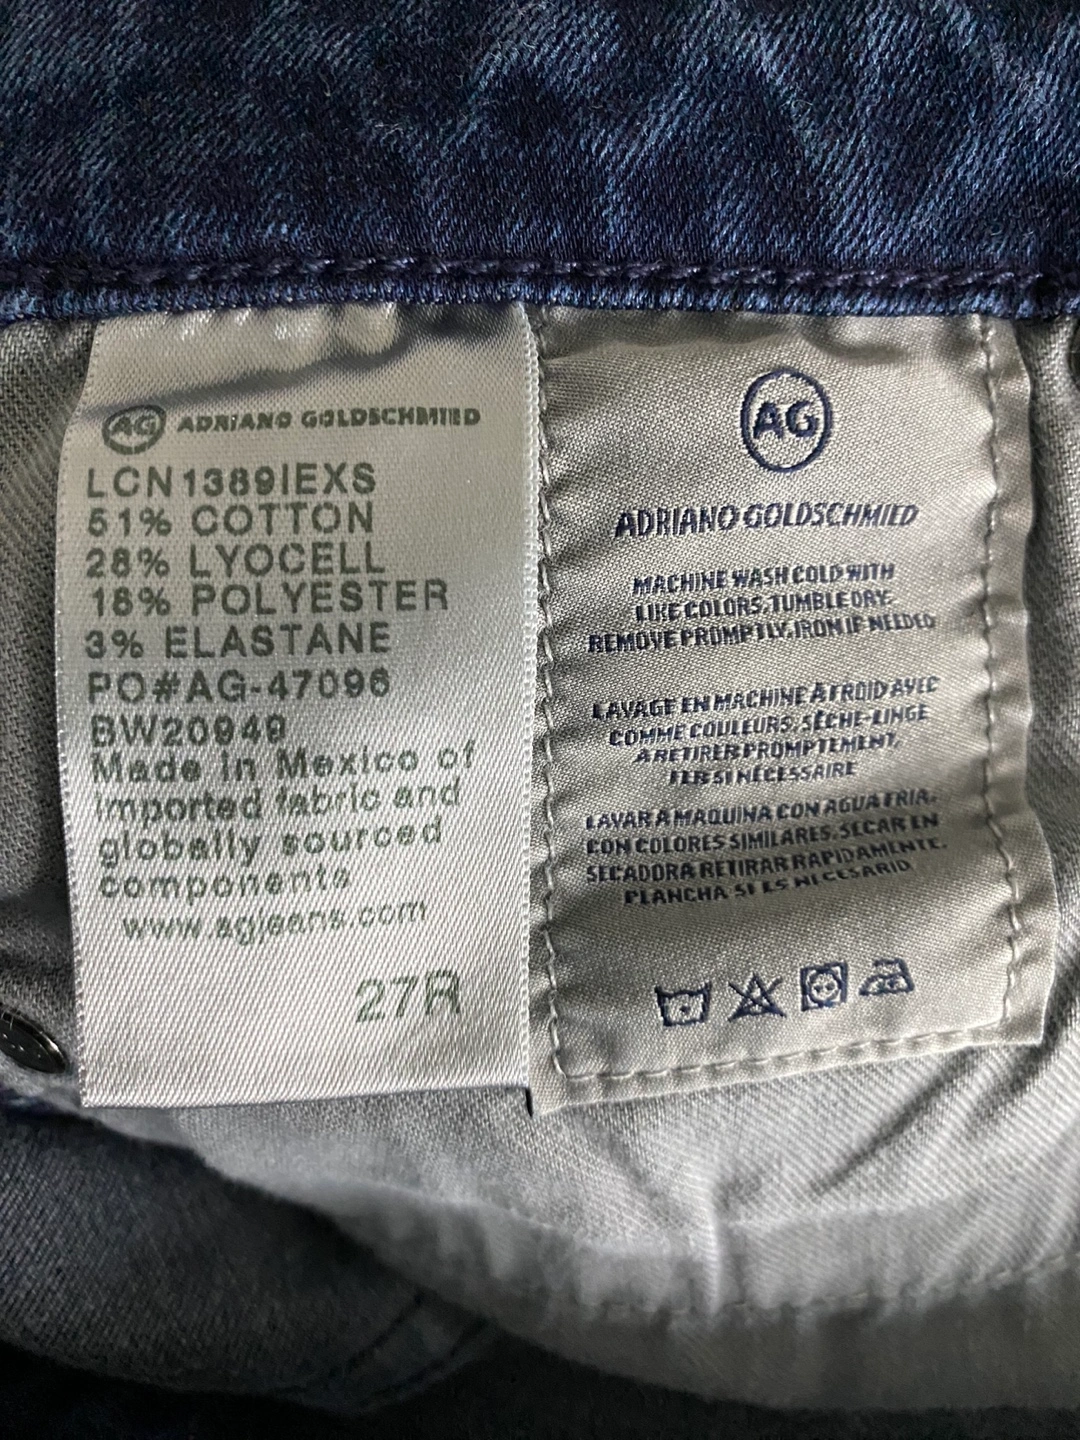 AG ADRIANO GOLDSCHMIED
LCN1389IEXS
51% COTTON
28% LYOCELL
18% POLYESTER
3% ELASTANE
PO#AG-47096
BW20949
Made in Mexico of
imported fabric and
globally sourced
components
www.agjeans.com
27R
AG
ADRIANO GOLDSCHMIED
MACHINE WASH COLD WITH
LIKE COLORS. TUMBLE DRY.
REMOVE PROMPTLY. IRON IF NEEDED
LAVAGE EN MACHINE À FROID AVEC
COMME COULEURS. SÈCHE-LINGE
A RETIRER PROMPTEMENT.
FER SI NÉCESSAIRE
LAVAR A MAQUINA CON AGUA FRIA.
CON COLORES SIMILARES. SECAR EN
SECADORA RETIRAR RAPIDAMENTE.
PLANCHA SI ES NECESARIO